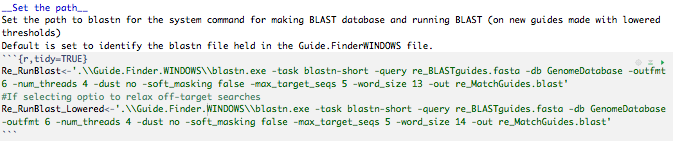 __Set the path__
Set the path to blastn for the system command for making BLAST database and running BLAST (on new guides made with lowered
thresholds)
Default is set to identify the blastn file held in the Guide.FinderWINDOWS file.
```{r,tidy=TRUE}
Re_RunBlast<-'.\\Guide.Finder.WINDOWS\\blastn.exe -task blastn-short -query re_BLASTguides.fasta -db GenomeDatabase -outfmt
6 -num_threads 4 -dust no -soft_masking false -max_target_seqs 5 -word_size 13 -out re_MatchGuides.blast'
#If selecting optio to relax off-target searches
Re_RunBlast_Lowered<-'.\\Guide.Finder.WINDOWS\\blastn.exe -task blastn-short -query re_BLASTguides.fasta -db GenomeDatabase
-outfmt 6 -num_threads 4 -dust no -soft_masking false -max_target_seqs 5 -word_size 14 -out re_MatchGuides.blast'
```